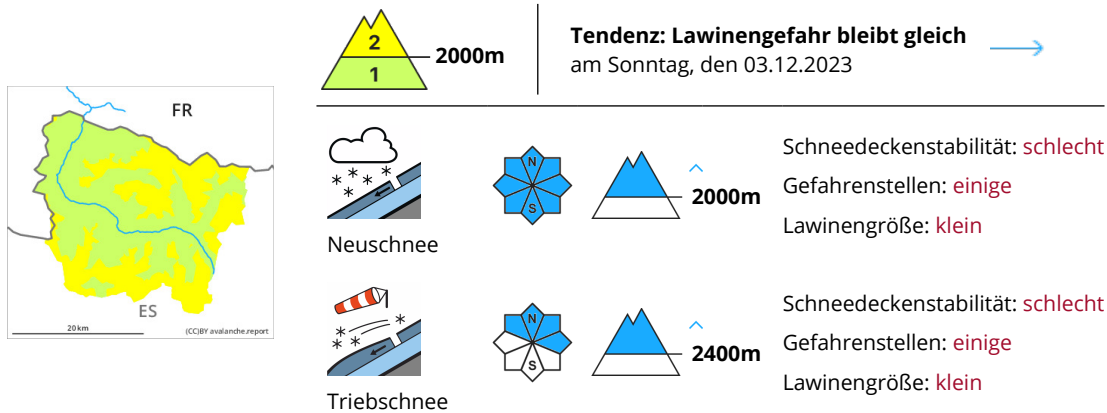 2
1
2000m
Tendenz: Lawinengefahr bleibt gleich
am Sonntag, den 03.12.2023
FR
ES
20 km
(CC)BY avalanche.report
N
S
2000m
Neuschnee
Schneedeckenstabilität: schlecht
Gefahrenstellen: einige
Lawinengröße: klein
N
S
2400m
Triebschnee
Schneedeckenstabilität: schlecht
Gefahrenstellen: einige
Lawinengröße: klein